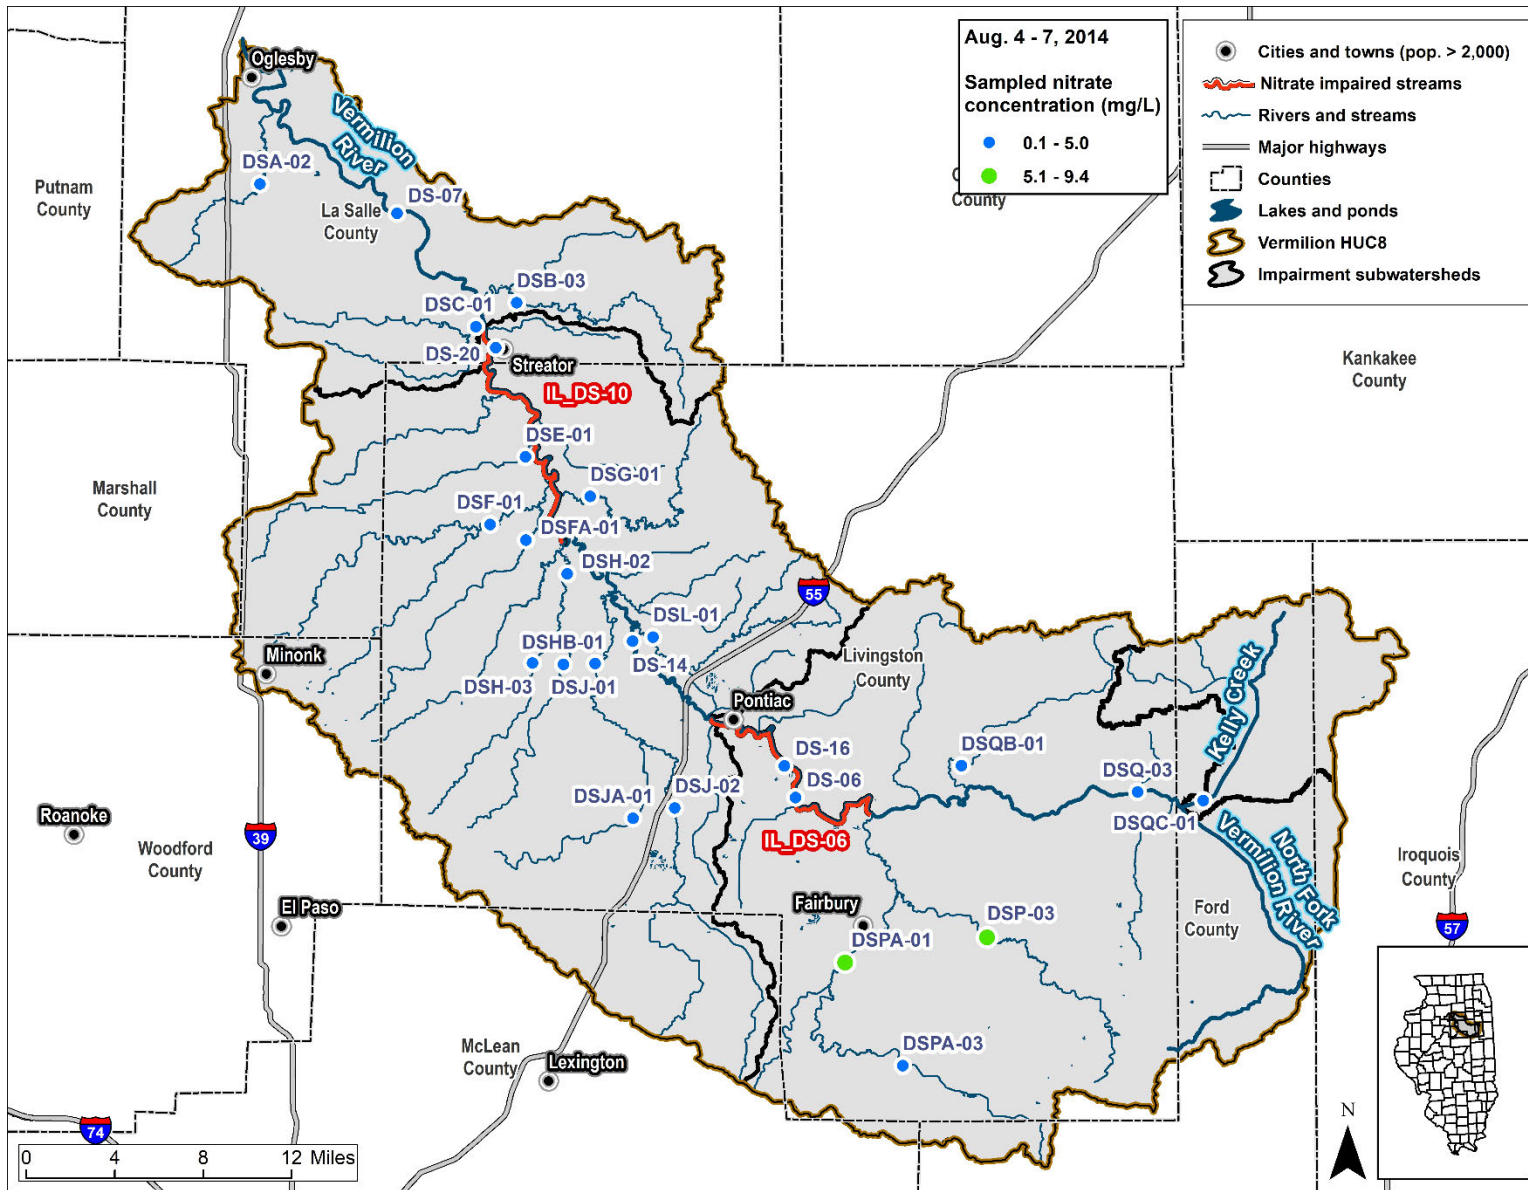 Aug. 4 - 7, 2014
Sampled nitrate
concentration (mg/L)
0.1 - 5.0
5.1 - 9.4
Cities and towns (pop. > 2,000)
Nitrate impaired streams
Rivers and streams
Major highways
Counties
Lakes and ponds
Vermilion HUC8
Impairment subwatersheds
Oglesby
Vermilion
River
DSA-02
Putnam
County
La Salle
County
DS-07
County
DSB-03
DSC-01
DS-20
Streator
Kankakee
County
IL_DS-10
DSE-01
Marshall
County
DSG-01
DSF-01
DSFA-01
DSH-02
55
DSL-01
DSHB-01
Minonk
DS-14
Livingston
County
DSH-03
DSJ-01
Pontiac
Kelly Creek
DS-16
DSQB-01
DS-06
DSQ-03
DSJA-01
DSJ-02
DSQC-01
Roanoke
39
IL_DS-06
Woodford
County
North Fork
Vermilion River
Iroquois
County
El Paso
Fairbury
DSP-03
Ford
County
57
DSPA-01
McLean
County
Lexington
DSPA-03
74
N
0 4 8 12 Miles